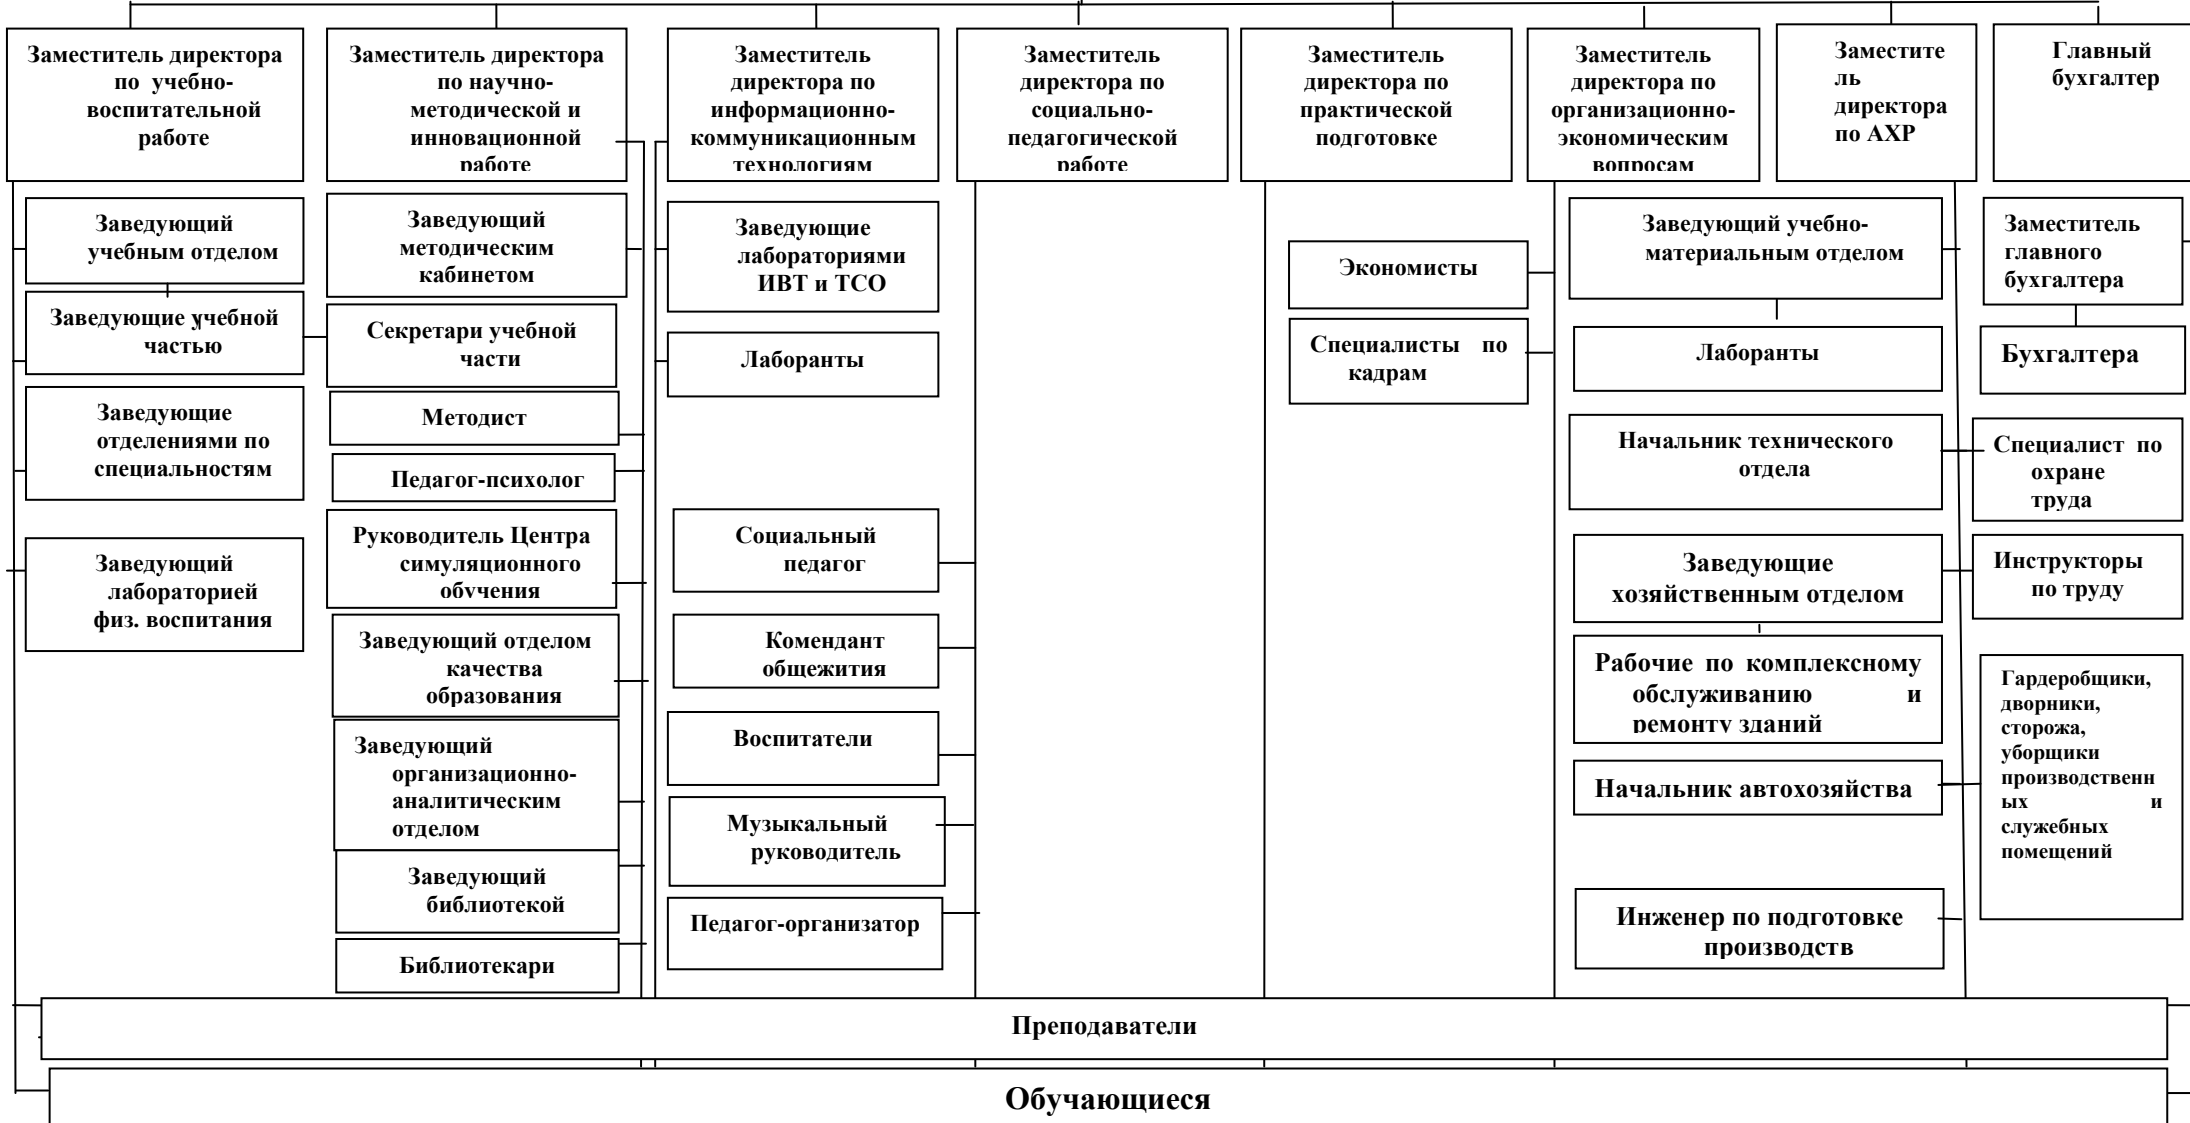 Заместитель директора
по учебно-
воспитательной
работе
Заместитель директора
по научно-
методической и
инновационной
работе
Заместитель
директора по
информационно-
коммуникационным
технологиям
Заместитель
директора по
социально-
педагогической
работе
Заместитель
директора по
практической
подготовке
Заместитель
директора по
организационно-
экономическим
вопросам
Заместите
ль
директора
по АХР
Главный
бухгалтер
Заведующий
учебным отделом
Заведующие учебной
частью
Заведующие
отделениями по
специальностям
Заведующий
лабораторией
физ. воспитания
Заведующий
методическим
кабинетом
Секретари учебной
части
Методист
Педагог-психолог
Руководитель Центра
симуляционного
обучения
Заведующий отделом
качества
образования
Заведующий
организационно-
аналитическим
отделом
Заведующий
библиотекой
Библиотекари
Заведующие
лабораториями
ИВТ и ТСО
Лаборанты
Социальный
педагог
Комендант
общежития
Воспитатели
Музыкальный
руководитель
Педагог-организатор
Экономисты
Специалисты по
кадрам
Заведующий учебно-
материальным отделом
Лаборанты
Начальник технического
отдела
Заведующие
хозяйственным отделом
Рабочие по комплексному
обслуживанию и
ремонту зданий
Начальник автохозяйства
Инженер по подготовке
производств
Заместитель
главного
бухгалтера
Бухгалтера
Специалист по
охране
труда
Инструкторы
по труду
Гардеробщики,
дворники,
сторожа,
уборщики
производственн
ых и
служебных
помещений
Преподаватели
Обучающиеся